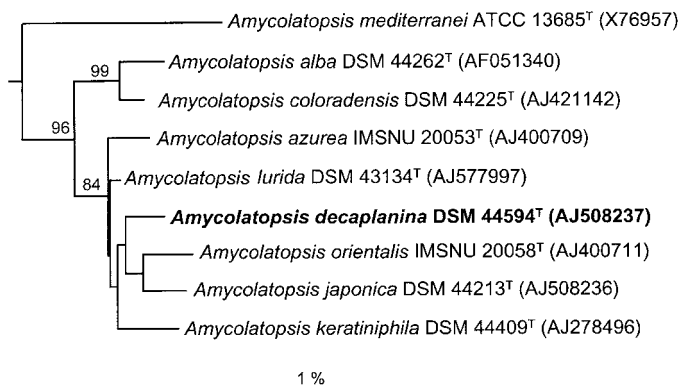 Amycolatopsis mediterranei ATCC 13685ᵀ (X76957)
99
Amycolatopsis alba DSM 44262ᵀ (AF051340)
Amycolatopsis coloradensis DSM 44225ᵀ (AJ421142)
96
Amycolatopsis azurea IMSNU 20053ᵀ (AJ400709)
84
Amycolatopsis lurida DSM 43134ᵀ (AJ577997)
Amycolatopsis decaplanina DSM 44594ᵀ (AJ508237)
Amycolatopsis orientalis IMSNU 20058ᵀ (AJ400711)
Amycolatopsis japonica DSM 44213ᵀ (AJ508236)
Amycolatopsis keratiniphila DSM 44409ᵀ (AJ278496)
1 %